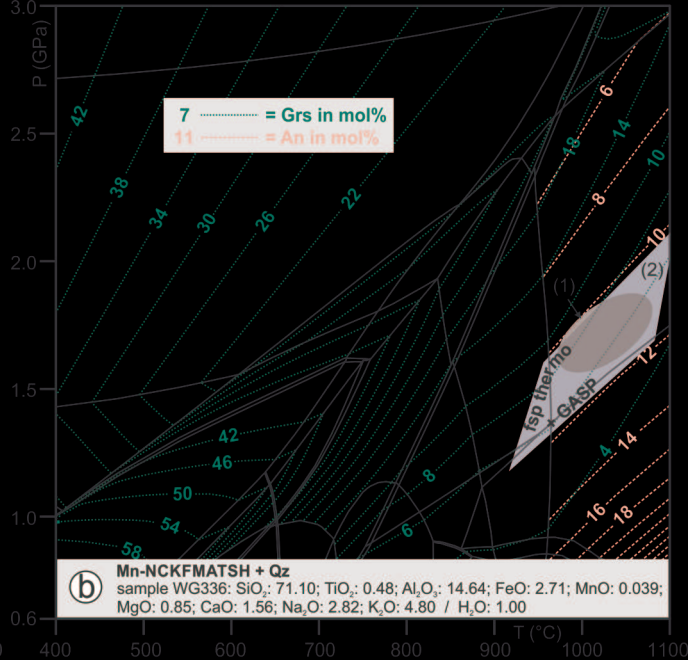 3.0
P (GPa)
2.5
2.0
1.5
1.0
0.6
7 = Grs in mol%
11 = An in mol%
42
38
34
30
26
22
18
14
10
6
8
10
(2)
(1)
12
fsp thermo
+ GASP
4
14
16
18
8
6
42
46
50
54
58
b
Mn-NCKFMATSH + Qz
sample WG336: SiO₂: 71.10; TiO₂: 0.48; Al₂O₃: 14.64; FeO: 2.71; MnO: 0.039;
MgO: 0.85; CaO: 1.56; Na₂O: 2.82; K₂O: 4.80 / H₂O: 1.00
T (°C)
0 400 500 600 700 800 900 1000 1100